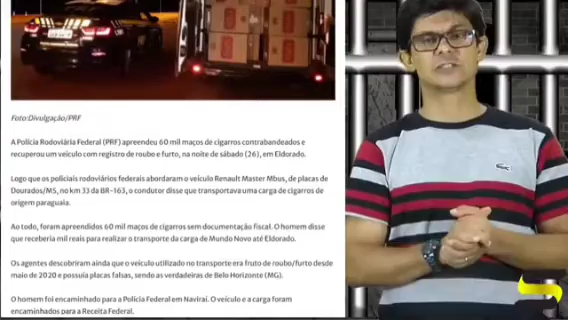 Foto:Divulgação/PRF
A Polícia Rodoviária Federal (PRF) apreendeu 60 mil maços de cigarros contrabandeados e
recuperou um veículo com registro de roubo e furto, na noite de sábado (26), em Eldorado.
Logo que os policiais rodoviários federais abordaram o veículo Renault Master Mbus, de placas de
Dourados/MS, no km 33 da BR-163, o condutor disse que transportava uma carga de cigarros de
origem paraguaia.
Ao todo, foram apreendidos 60 mil maços de cigarros sem documentação fiscal. O homem disse
que receberia mil reais para realizar o transporte da carga de Mundo Novo até Eldorado.
Os agentes descobriram ainda que o veículo utilizado no transporte era fruto de roubo/furto desde
maio de 2020 e possuía placas falsas, sendo as verdadeiras de Belo Horizonte (MG).
O homem foi encaminhado para a Polícia Federal em Naviraí. O veículo e a carga foram
encaminhados para a Receita Federal.